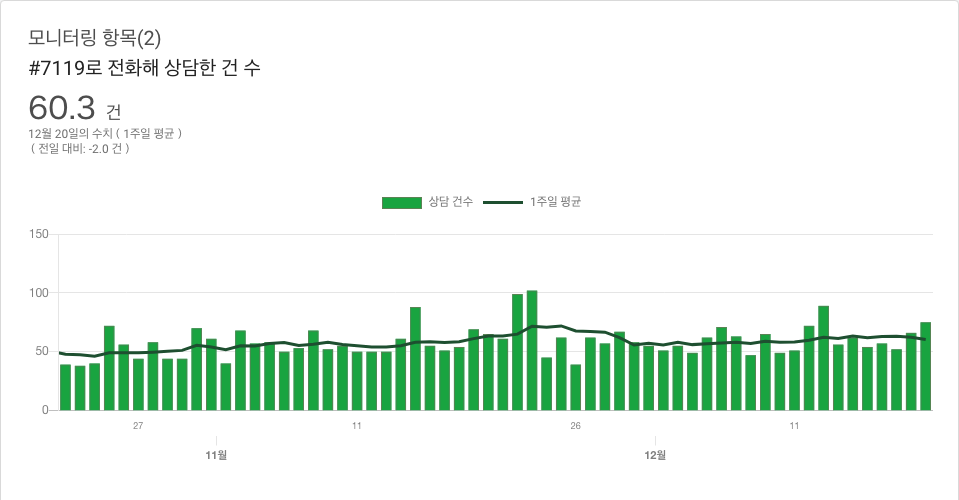 모니터링 항목(2)
#7119로 전화해 상담한 건 수
60.3 건
12월 20일의 수치 ( 1주일 평균 )
( 전일 대비: -2.0 건 )
상담 건수 1주일 평균
150
100
50
0
27 11 26 11
11월 12월